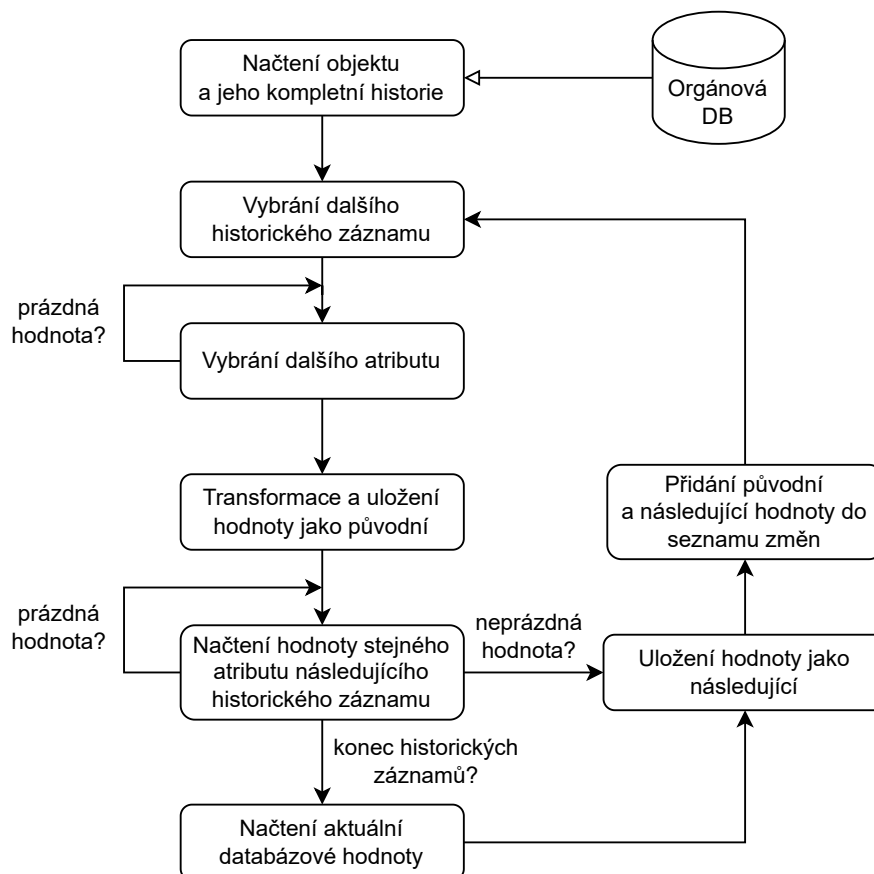 Načtení objektu
a jeho kompletní historie
Orgánová
DB
Vybrání dalšího
historického záznamu
prázdná
hodnota?
Vybrání dalšího atributu
Transformace a uložení
hodnoty jako původní
Přidání původní
a následující hodnoty do
seznamu změn
prázdná
hodnota?
Načtení hodnoty stejného
atributu následujícího
historického záznamu
neprázdná
hodnota?
Uložení hodnoty jako
následující
konec historických
záznamů?
Načtení aktuální
databázové hodnoty